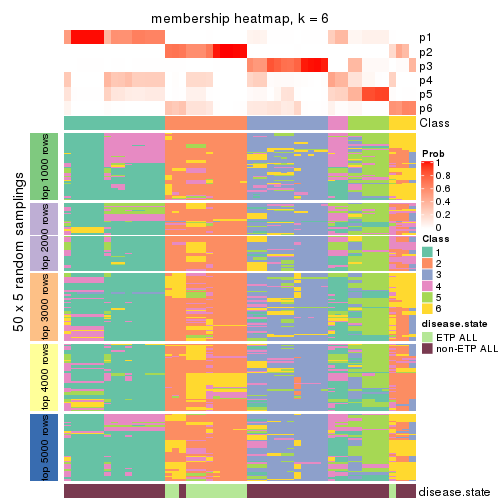 membership heatmap, k = 6
p1
p2
p3
p4
p5
p6
Class
50 x 5 random samplings
top 1000 rows
top 2000 rows
top 3000 rows
top 4000 rows
top 5000 rows
Prob
1
0.8
0.6
0.4
0.2
0
Class
1
2
3
4
5
6
disease.state
ETP ALL
non-ETP ALL
disease.state